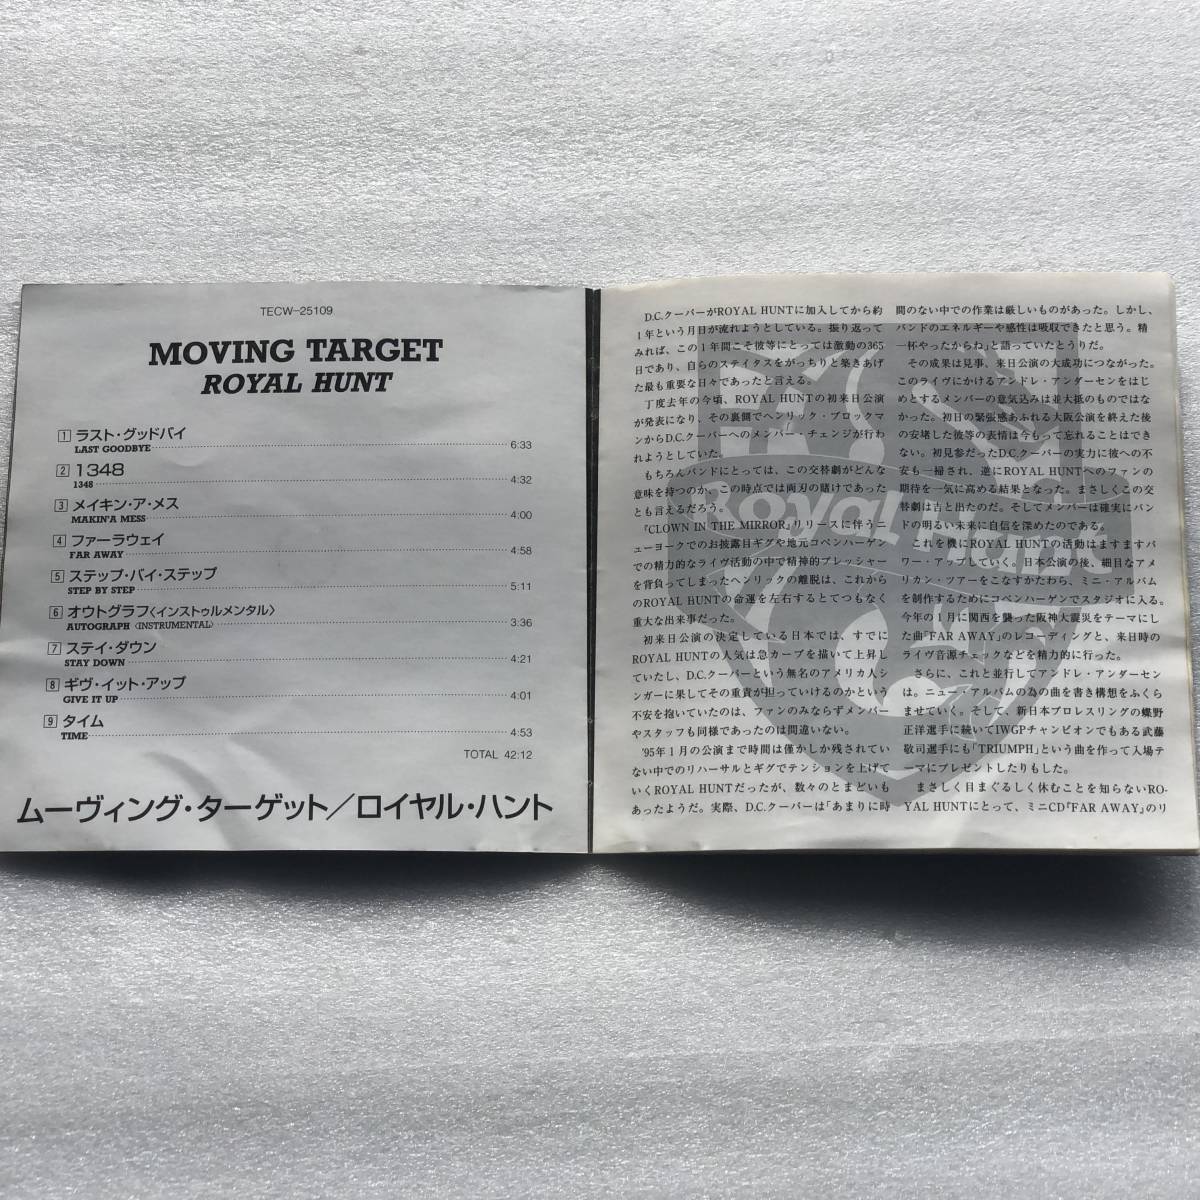 TECW-25109
MOVING TARGET
ROYAL HUNT
1 ラスト・グッドバイ
LAST GOODBYE 6:33
2 1348
1348 4:32
3 メイキン・ア・メス
MAKIN'A MESS 4:00
4 ファーラウェイ
FAR AWAY 4:58
5 ステップ・バイ・ステップ
STEP BY STEP 5:11
6 オウトグラフ〈インストゥルメンタル〉
AUTOGRAPH〈INSTRUMENTAL〉 3:36
7 ステイ・ダウン
STAY DOWN 4:21
8 ギヴ・イット・アップ
GIVE IT UP 4:01
9 タイム
TIME 4:53
TOTAL 42:12
ムーヴィング・ターゲット/ロイヤル・ハント
D.C.クーパーがROYAL HUNTに加入してから約
1年という月日が流れようとしている。振り返って
みれば、この1年間こそ彼等にとっては激動の365
日であり、自らのステイタスをがっちりと築きあげ
た最も重要な日々であったと言える。
丁度去年の今頃、ROYAL HUNTの初来日公演
が発表になり、その裏側でヘンリック・ブロックマ
ンからD.C.クーパーへのメンバー・チェンジが行わ
れようとしていた。
もちろんバンドにとっては、この交替劇がどんな
意味を持つのか、この時点では両刃の賭けであった
とも言えるだろう。
『CLOWN IN THE MIRROR』リリースに伴うニ
ューヨークでのお披露目ギグや地元コペンハーゲン
での精力的なライヴ活動の中で精神的プレッシャー
を背負ってしまったヘンリックの離脱は、これから
のROYAL HUNTの命運を左右するとてつもなく
重大な出来事だった。
初来日公演の決定している日本では、すでに
ROYAL HUNTの人気は急カーブを描いて上昇し
ていたし、D.C.クーパーという無名のアメリカ人シ
ンガーに果してその重責が担っていけるのかという
不安を抱いていたのは、ファンのみならずメンバー
やスタッフも同様であったのは間違いない。
'95年1月の公演まで時間は僅かしか残されてい
ない中でのリハーサルとギグでテンションを上げて
いくROYAL HUNTだったが、数々のとまどいも
あったようだ。実際、D.C.クーパーは「あまりに時
間のない中での作業は厳しいものがあった。しかし、
バンドのエネルギーや感性は吸収できたと思う。精
一杯やったからね」と語っていたとうりだ。
その成果は見事、来日公演の大成功につながった。
このライヴにかけるアンドレ・アンダーセンをはじ
めとするメンバーの意気込みは並大抵のものではな
かった。初日の緊張感あふれる大阪公演を終えた後
の安堵した彼等の表情は今もって忘れることはでき
ない。初見参だったD.C.クーパーの実力に彼への不
安も一掃され、逆にROYAL HUNTへのファンの
期待を一気に高める結果となった。まさしくこの交
替劇は吉と出たのだ。そしてメンバーは確実にバン
ドの明るい未来に自信を深めたのである。
これを機にROYAL HUNTの活動はますますパ
ワー・アップしていく。日本公演の後、細目なアメ
リカン・ツアーをこなすかたわら、ミニ・アルバム
を制作するためにコペンハーゲンでスタジオに入る。
今年の1月に関西を襲った阪神大震災をテーマにし
た曲『FAR AWAY』のレコーディングと、来日時の
ライヴ音源チェックなどを精力的に行った。
さらに、これと並行してアンドレ・アンダーセン
は。ニュー・アルバムの為の曲を書き構想をふくら
ませていく。そして、新日本プロレスリングの蝶野
正洋選手に続いてIWGPチャンピオンでもある武藤
敬司選手にも「TRIUMPH」という曲を作って入場テ
ーマにプレゼントしたりもした。
まさしく目まぐるしく休むことを知らないRO-
YAL HUNTにとって、ミニCD『FAR AWAY』のリ
Royal Hunt